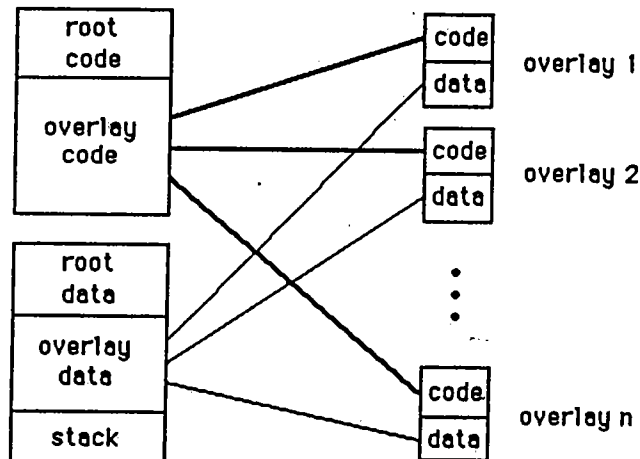 root
code
overlay
code
root
data
overlay
data
stack
code
data
overlay 1
code
data
overlay 2
code
data
overlay n